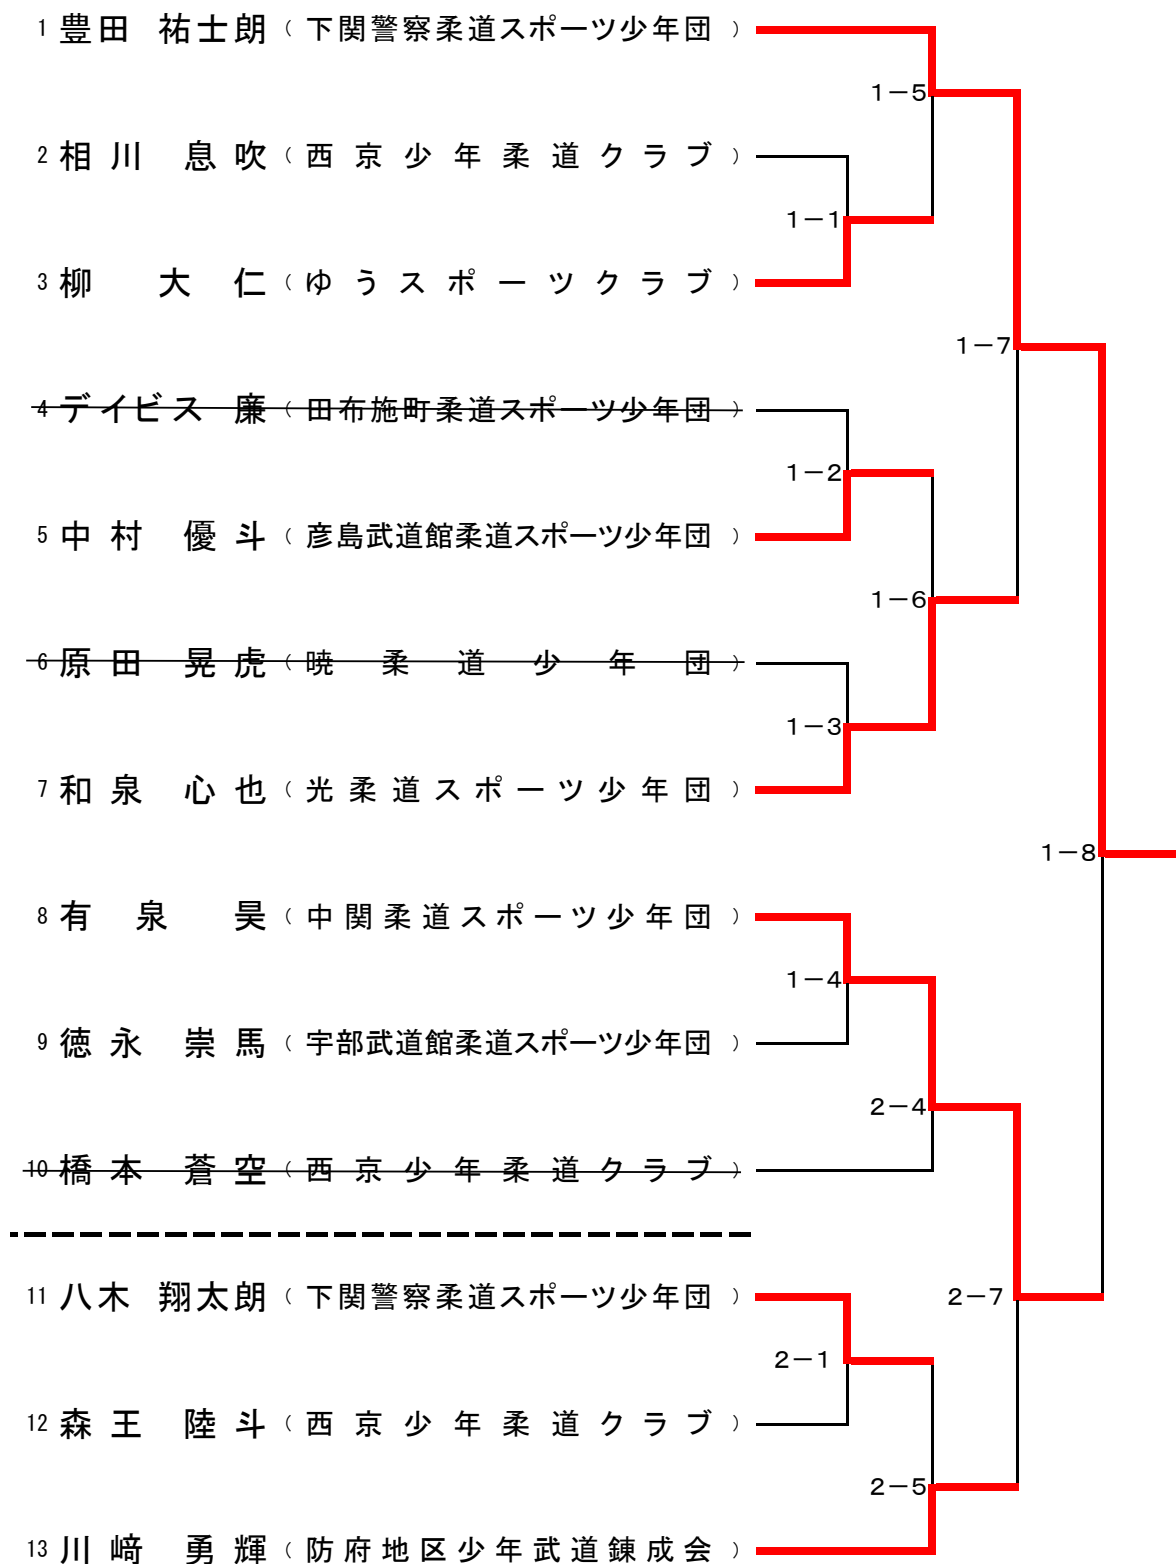 1 豊田 祐士朗 （ 下関警察柔道スポーツ少年団 ）
1－5
2 相川 息吹 （ 西京少年柔道クラブ ）
1－1
3 柳 大仁 （ ゆうスポーツクラブ ）
1－7
4 デイビス 廉 （ 田布施町柔道スポーツ少年団 ）
1－2
5 中村 優斗 （ 彦島武道館柔道スポーツ少年団 ）
1－6
6 原田 晃虎 （ 暁柔道少年団 ）
1－3
7 和泉 心也 （ 光柔道スポーツ少年団 ）
1－8
8 有泉 昊 （ 中関柔道スポーツ少年団 ）
1－4
9 徳永 崇馬 （ 宇部武道館柔道スポーツ少年団 ）
2－4
10 橋本 蒼空 （ 西京少年柔道クラブ ）
11 八木 翔太朗 （ 下関警察柔道スポーツ少年団 ）
2－7
2－1
12 森王 陸斗 （ 西京少年柔道クラブ ）
2－5
13 川﨑 勇輝 （ 防府地区少年武道錬成会 ）